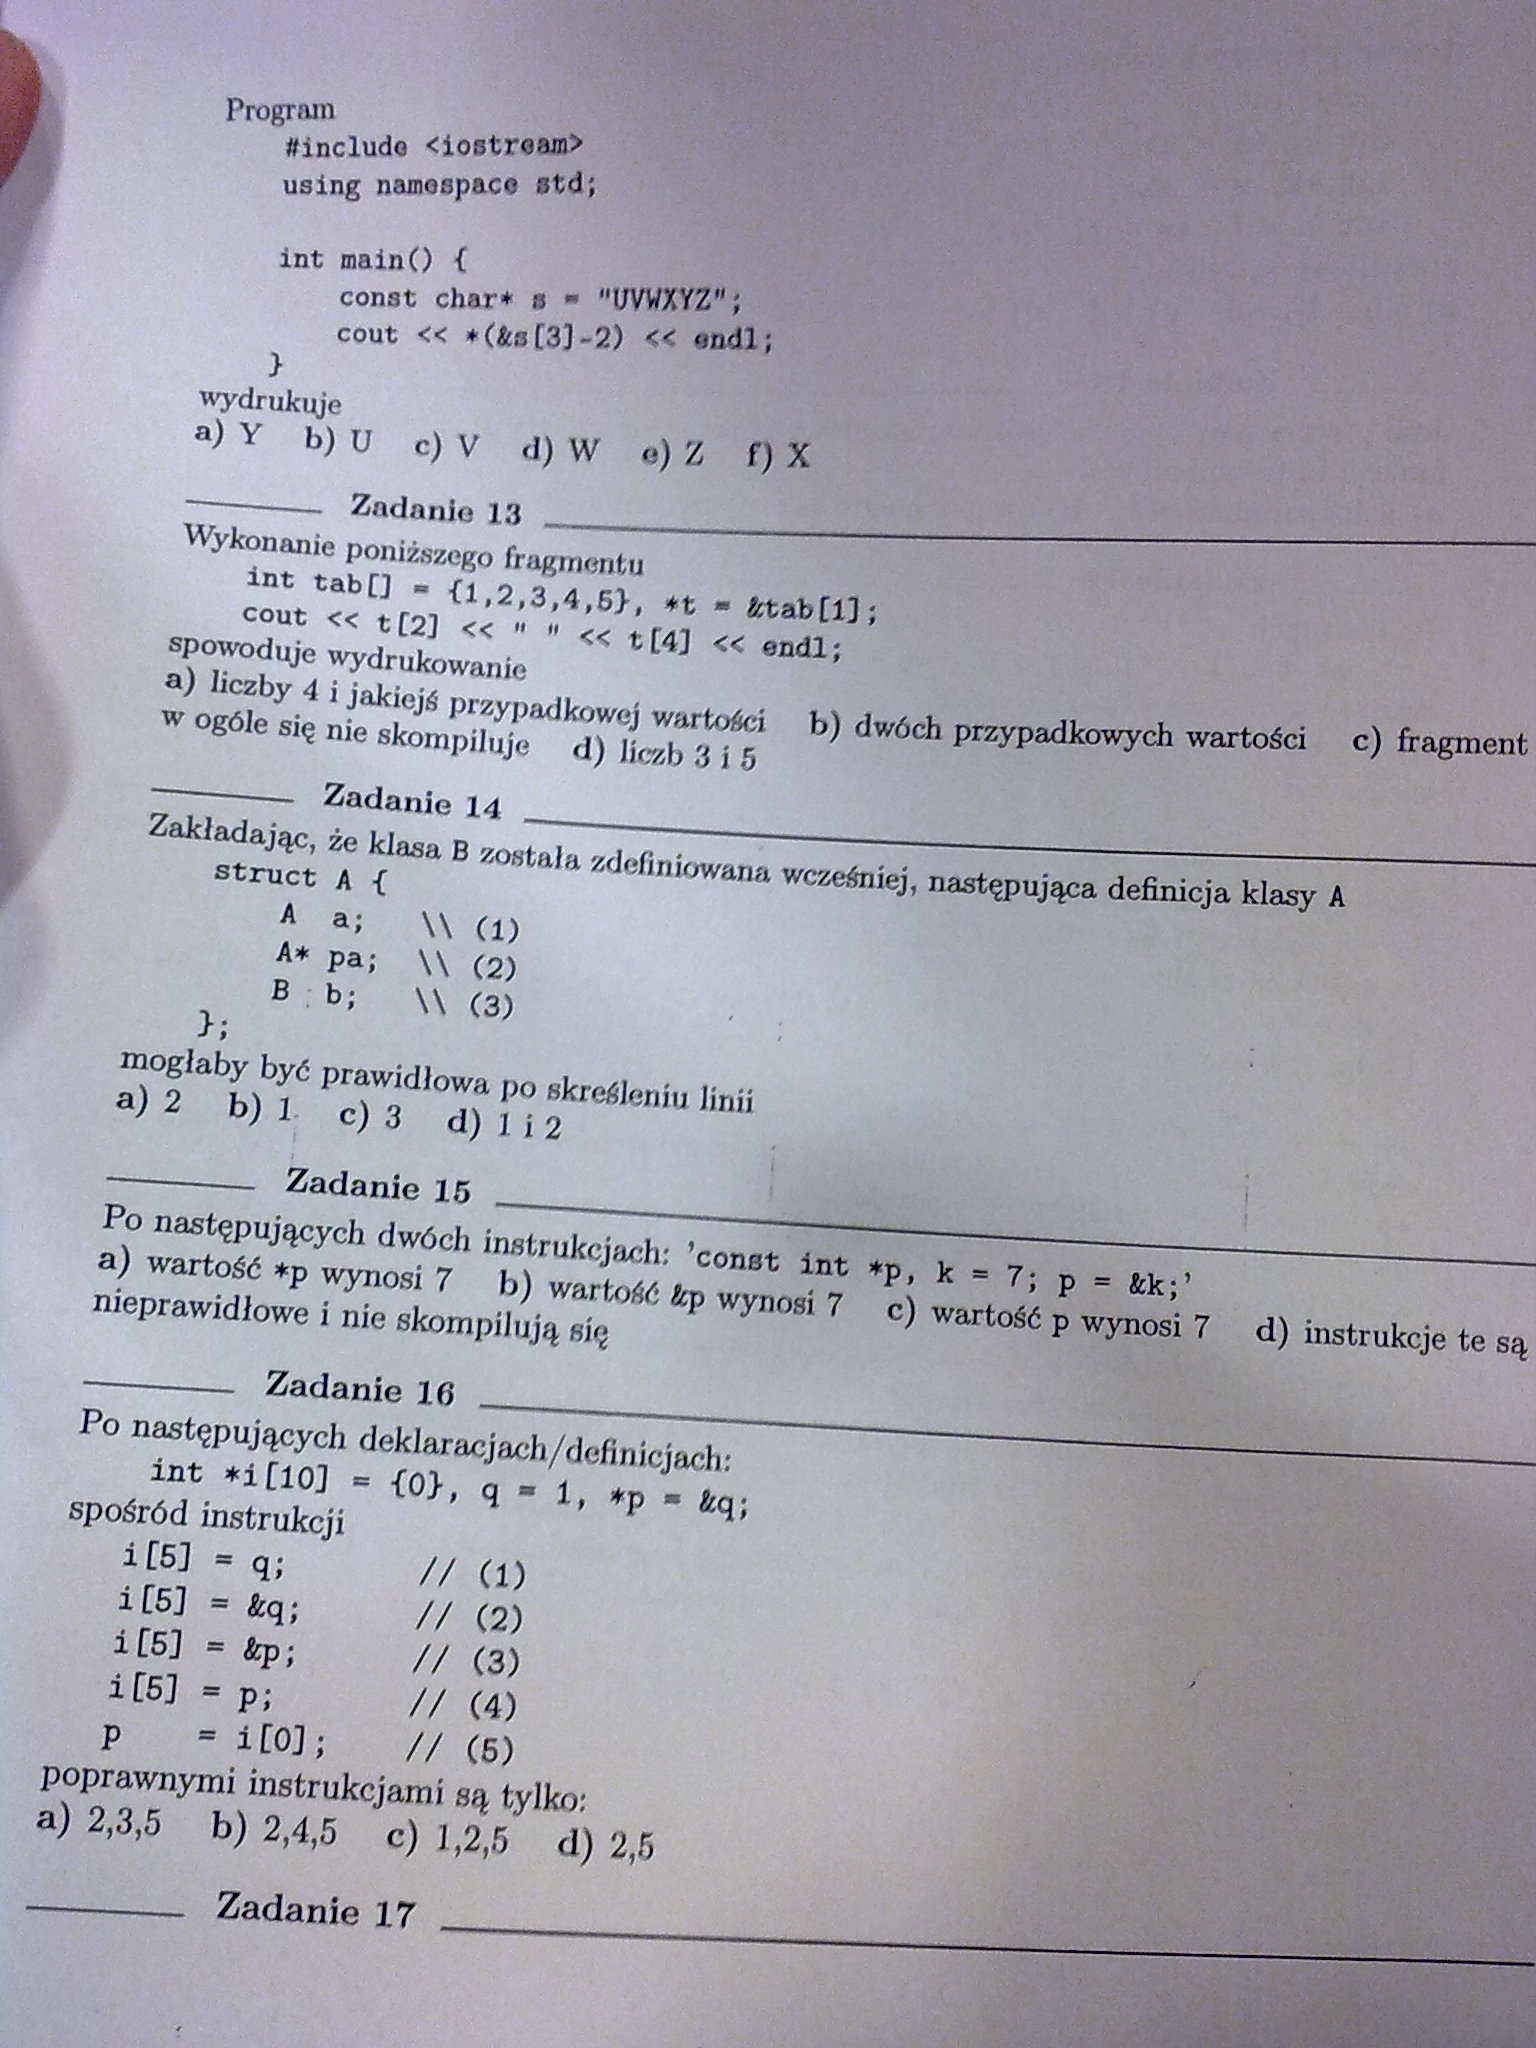 Program
#include <iostream>
using namespace std;
int main() {
const char* s = "UVWXYZ";
cout << *(&s[3]-2) << endl;
}
wydrukuje
a) Y b) U c) V d) W e) Z f) X
Zadanie 13
Wykonanie poniższego fragmentu
int tab[] = {1,2,3,4,5}, *t = &tab[1];
cout << t[2] << " " << t[4] << endl;
spowoduje wydrukowanie
a) liczby 4 i jakiejś przypadkowej wartości b) dwóch przypadkowych wartości c) fragment
w ogóle się nie skompiluje d) liczb 3 i 5
Zadanie 14
Zakładając, że klasa B została zdefiniowana wcześniej, następująca definicja klasy A
struct A {
A a; \\ (1)
A* pa; \\ (2)
B b; \\ (3)
};
mogłaby być prawidłowa po skreśleniu linii
a) 2 b) 1 c) 3 d) 1 i 2
Zadanie 15
Po następujących dwóch instrukcjach: 'const int *p, k = 7; p = &k;'
a) wartość *p wynosi 7 b) wartość &p wynosi 7 c) wartość p wynosi 7 d) instrukcje te są
nieprawidłowe i nie skompilują się
Zadanie 16
Po następujących deklaracjach/definicjach:
int *i[10] = {0}, q = 1, *p = &q;
spośród instrukcji
i[5] = q; // (1)
i[5] = &q; // (2)
i[5] = &p; // (3)
i[5] = p; // (4)
p = i[0]; // (5)
poprawnymi instrukcjami są tylko:
a) 2,3,5 b) 2,4,5 c) 1,2,5 d) 2,5
Zadanie 17